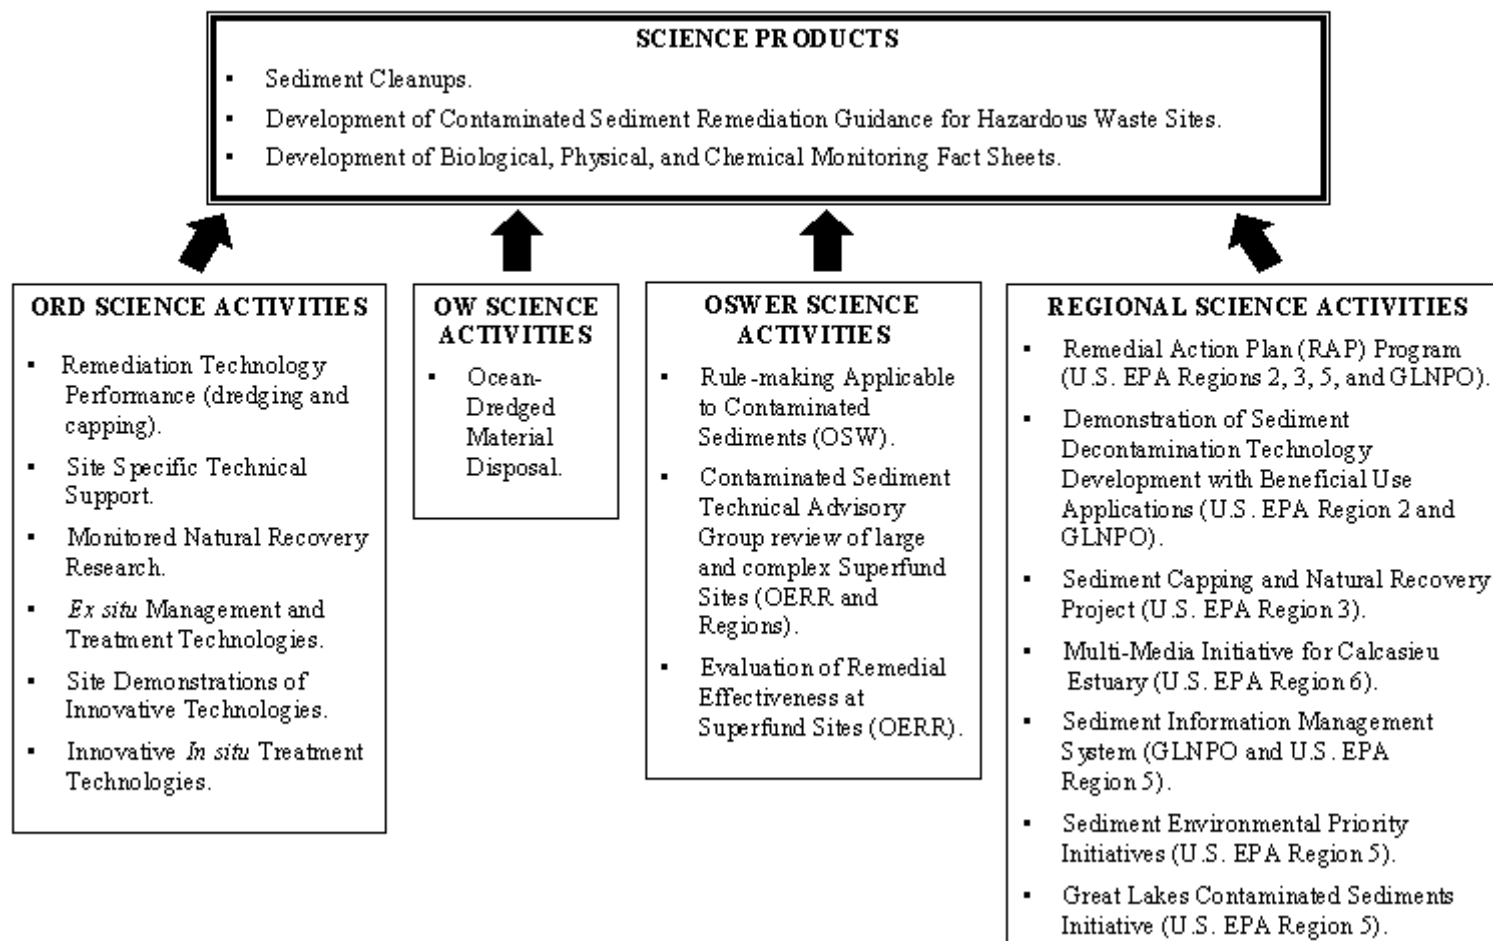 SCIENCE PRODUCTS
▪ Sediment Cleanups.
▪ Development of Contaminated Sediment Remediation Guidance for Hazardous Waste Sites.
▪ Development of Biological, Physical, and Chemical Monitoring Fact Sheets.
ORD SCIENCE ACTIVITIES
▪ Remediation Technology
Performance (dredging and
capping).
▪ Site Specific Technical
Support.
▪ Monitored Natural Recovery
Research.
▪ Ex situ Management and
Treatment Technologies.
▪ Site Demonstrations of
Innovative Technologies.
▪ Innovative In situ Treatment
Technologies.
OW SCIENCE
ACTIVITIES
▪ Ocean-
Dredged
Material
Disposal.
OSWER SCIENCE
ACTIVITIES
▪ Rule-making Applicable
to Contaminated
Sediments (OSW).
▪ Contaminated Sediment
Technical Advisory
Group review of large
and complex Superfund
Sites (OERR and
Regions).
▪ Evaluation of Remedial
Effectiveness at
Superfund Sites (OERR).
REGIONAL SCIENCE ACTIVITIES
▪ Remedial Action Plan (RAP) Program
(U.S. EPA Regions 2, 3, 5, and GLNPO).
▪ Demonstration of Sediment
Decontamination Technology
Development with Beneficial Use
Applications (U.S. EPA Region 2 and
GLNPO).
▪ Sediment Capping and Natural Recovery
Project (U.S. EPA Region 3).
▪ Multi-Media Initiative for Calcasieu
Estuary (U.S. EPA Region 6).
▪ Sediment Information Management
System (GLNPO and U.S. EPA
Region 5).
▪ Sediment Environmental Priority
Initiatives (U.S. EPA Region 5).
▪ Great Lakes Contaminated Sediments
Initiative (U.S. EPA Region 5).